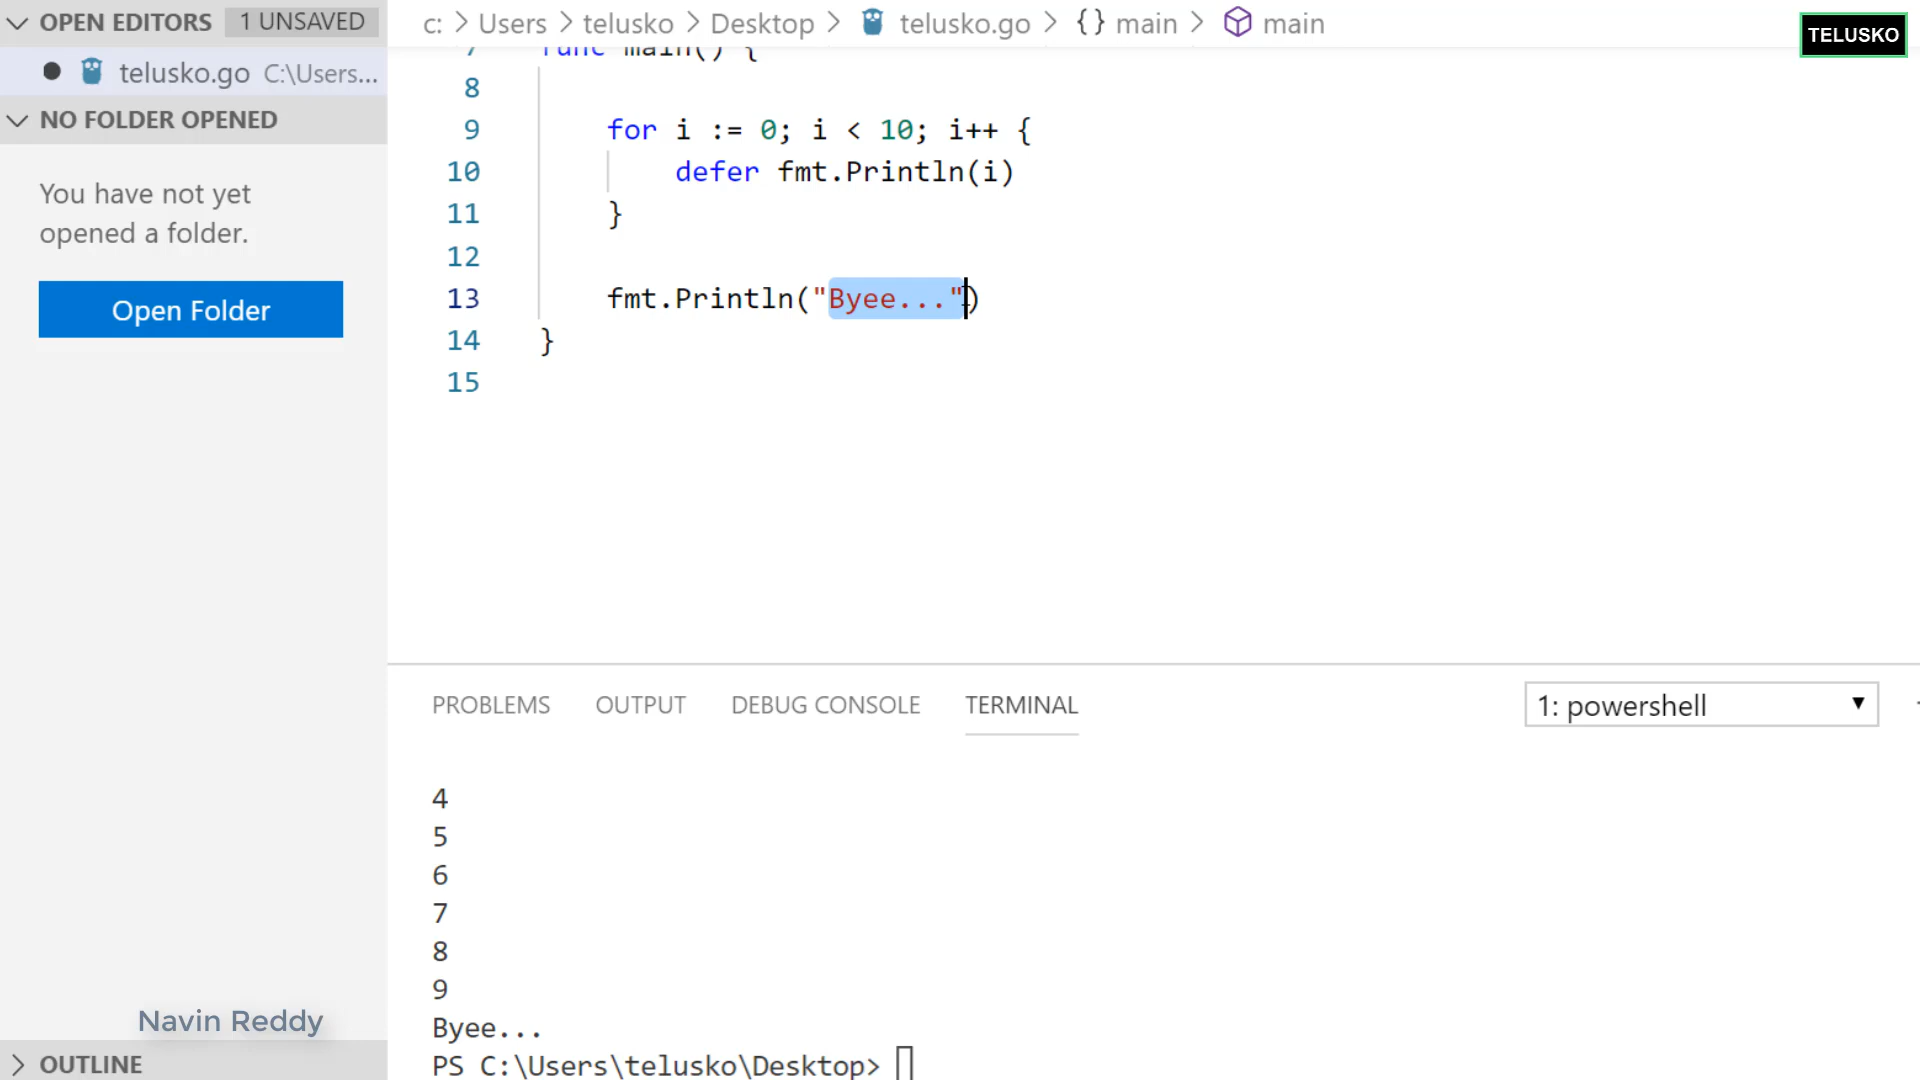 OPEN EDITORS 1 UNSAVED
telusko.go C:\Users...
NO FOLDER OPENED
You have not yet
opened a folder.
Open Folder
Navin Reddy
OUTLINE
c: > Users > telusko > Desktop > telusko.go > {} main > main
TELUSKO
7 func main() {
8
9 for i := 0; i < 10; i++ {
10 defer fmt.Println(i)
11 }
12
13 fmt.Println("Byee...")
14 }
15
PROBLEMS OUTPUT DEBUG CONSOLE TERMINAL 1: powershell
4
5
6
7
8
9
Byee...
PS C:\Users\telusko\Desktop>